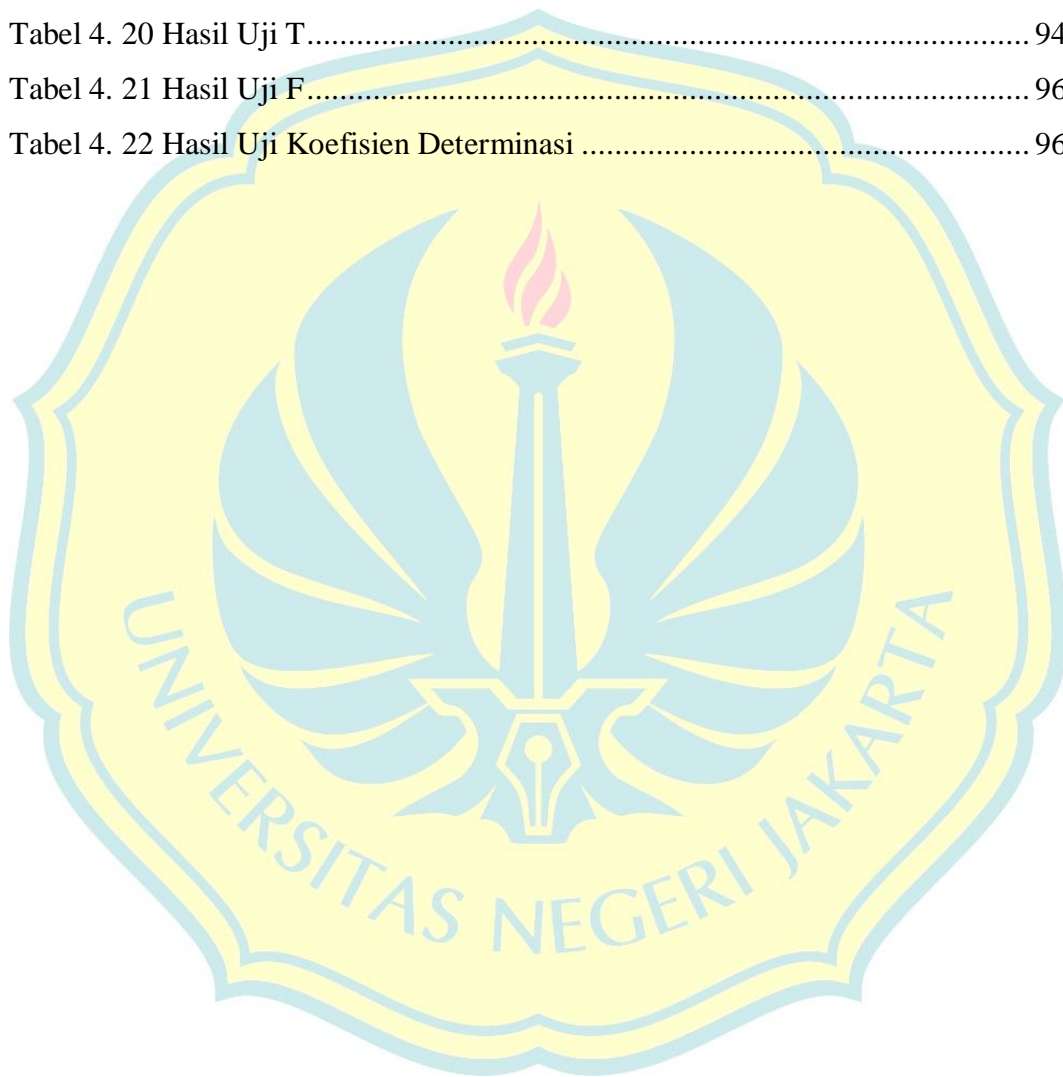 Tabel 4. 20 Hasil Uji T.......................................................................................... 94
Tabel 4. 21 Hasil Uji F.......................................................................................... 96
Tabel 4. 22 Hasil Uji Koefisien Determinasi ........................................................ 96
UNIVERSITAS NEGERI JAKARTA